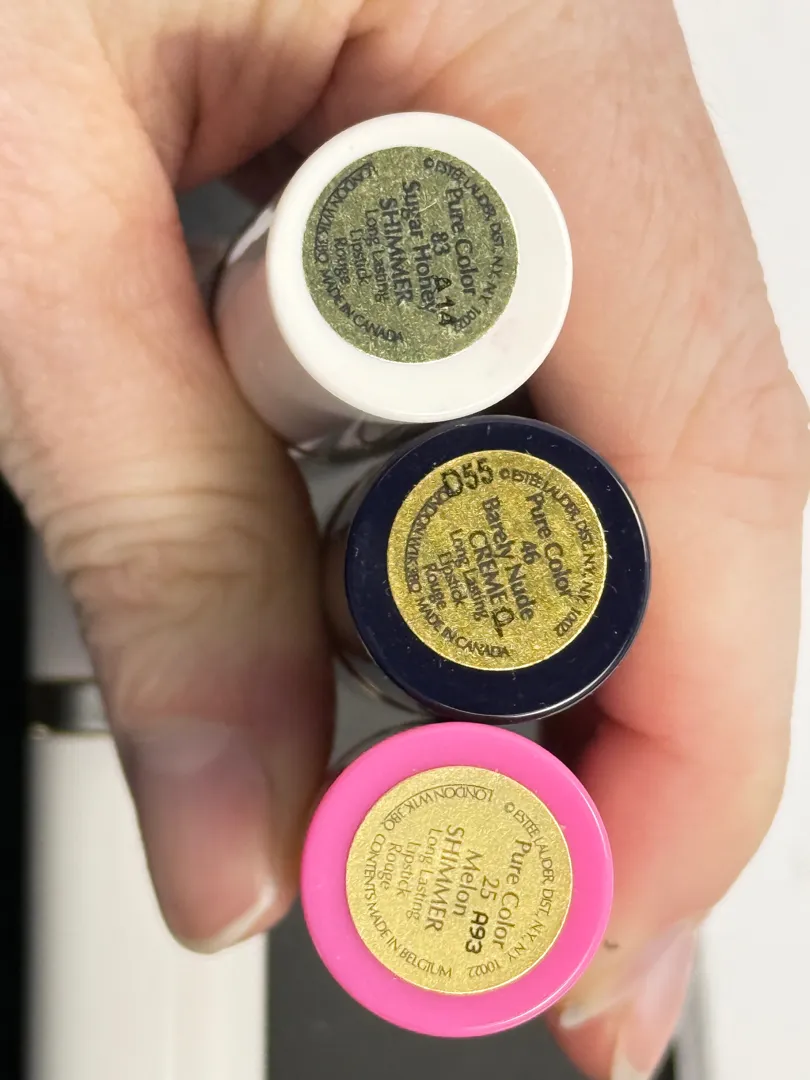 ©ESTĒE LAUDER, DIST. N.Y., N.Y. 10022
Pure Color
83 A14
Sugar Honey
SHIMMER
Long Lasting
Lipstick
Rouge
LONDON W1K 3BQ MADE IN CANADA
D55
©ESTĒE LAUDER, DIST. N.Y., N.Y. 10022
Pure Color
46
Barely Nude
CREME
Long Lasting
Lipstick
Rouge
LONDON W1K 3BQ MADE IN CANADA
©ESTĒE LAUDER DIST. N.Y. N.Y. 10022
Pure Color
25 A93
Melon
SHIMMER
Long Lasting
Lipstick
Rouge
LONDON W1K 3BQ CONTENTS MADE IN BELGIUM